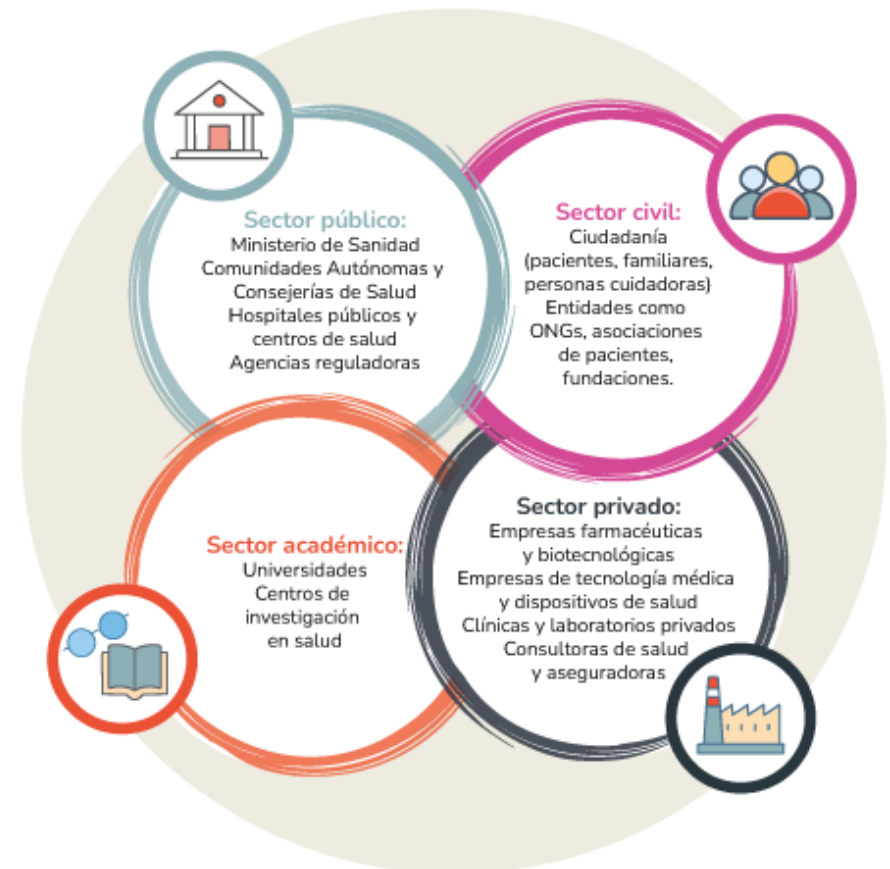 Sector público:
Ministerio de Sanidad
Comunidades Autónomas y
Consejerías de Salud
Hospitales públicos y
centros de salud
Agencias reguladoras
Sector civil:
Ciudadanía
(pacientes, familiares,
personas cuidadoras)
Entidades como
ONGs, asociaciones
de pacientes,
fundaciones.
Sector académico:
Universidades
Centros de
investigación
en salud
Sector privado:
Empresas farmacéuticas
y biotecnológicas
Empresas de tecnología médica
y dispositivos de salud
Clínicas y laboratorios privados
Consultoras de salud
y aseguradoras